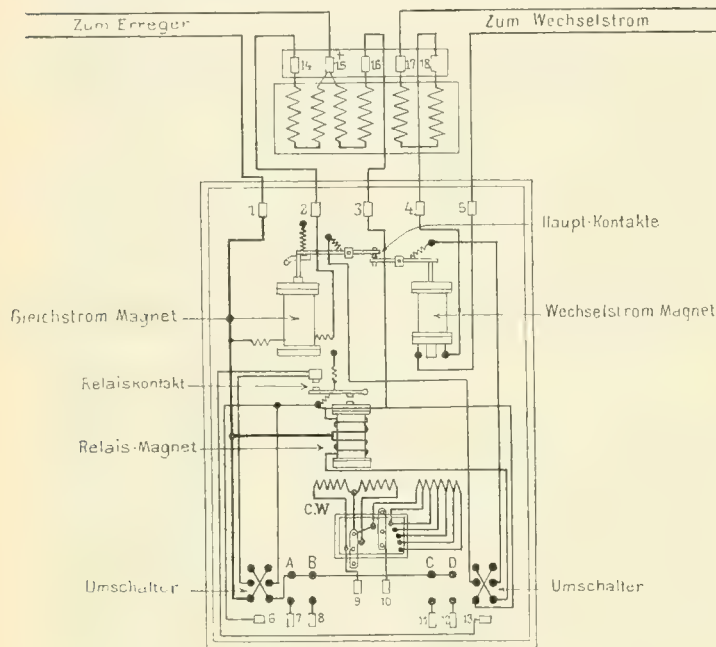 Zum Erreger
Zum Wechselstrom
14 15 + 16 17 18
1 2 3 4 5
Haupt-Kontakte
Gleichstrom Magnet
Wechselstrom Magnet
Relaiskontakt
Relais-Magnet
C.W
A B C D
Umschalter
Umschalter
9 10
6 7 8 11 12 13